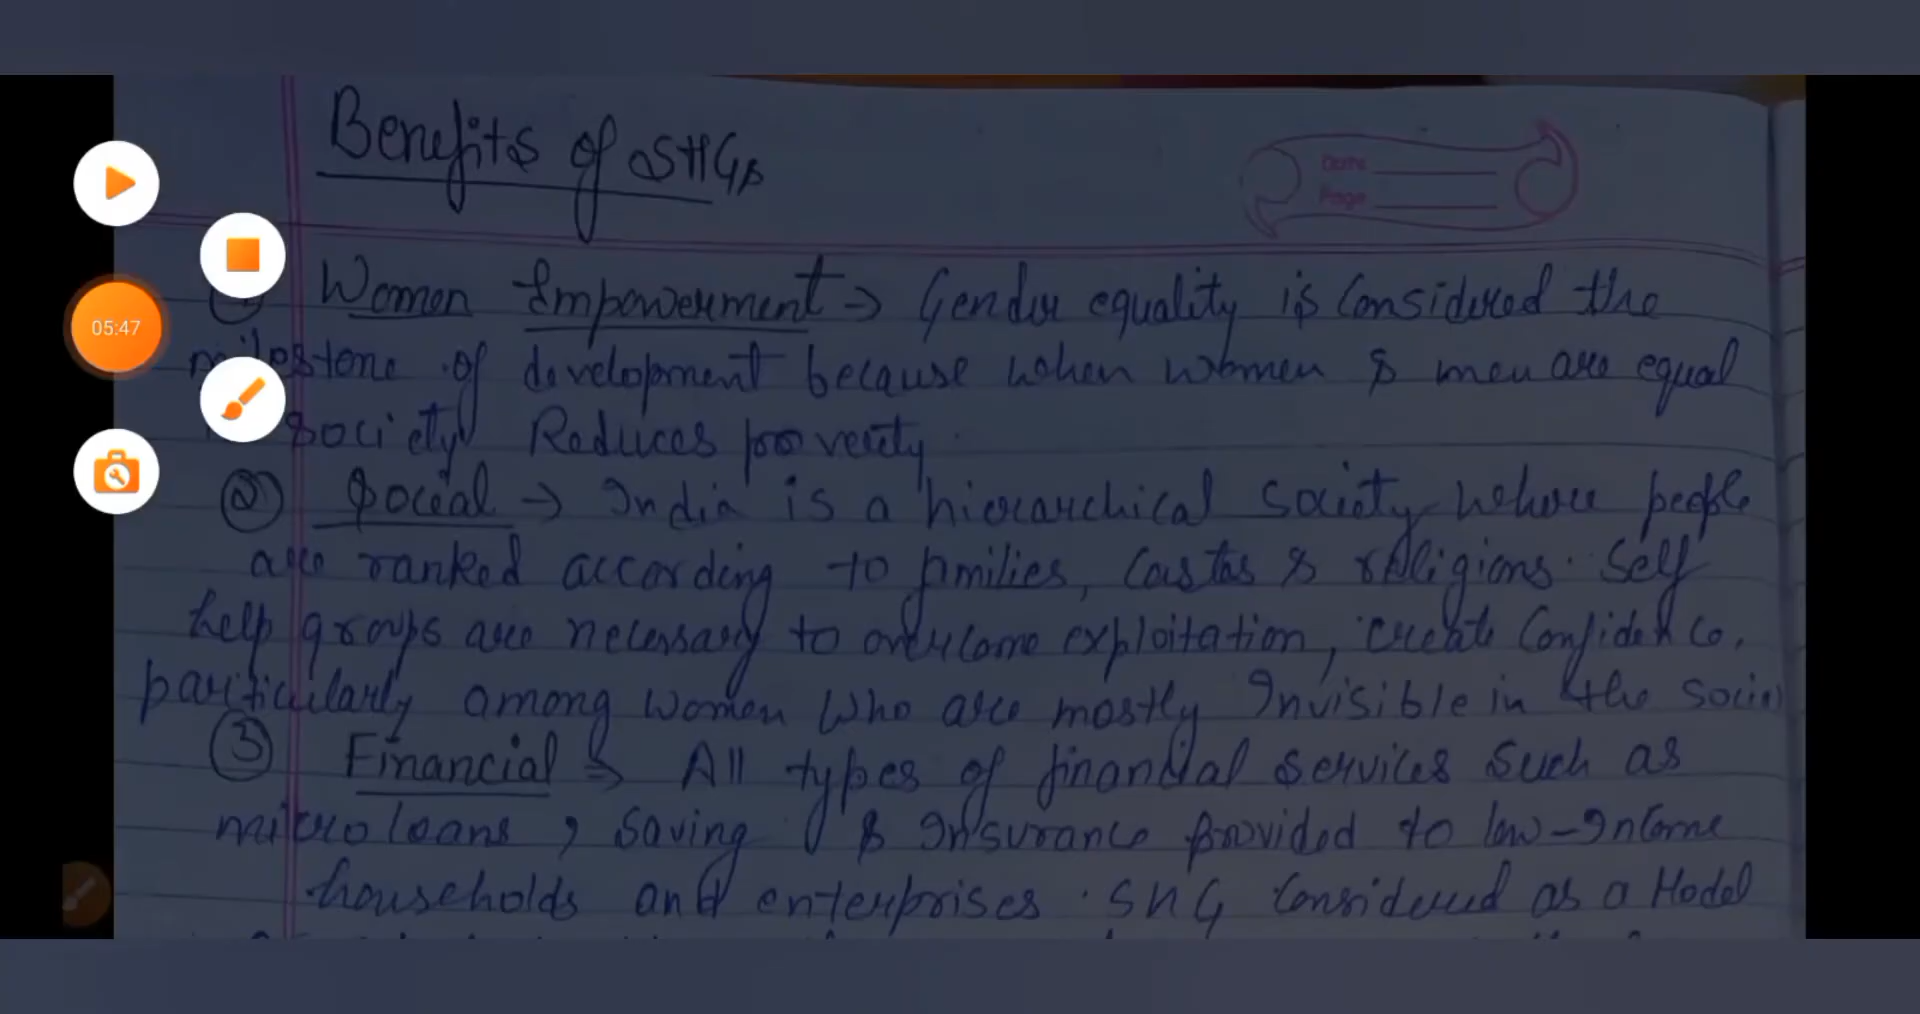 Benefits of SHGs
Date
Page
Women Empowerment → Gender equality is Considered the
milestone of development because when women & men are equal
society Reduces poverty.
② Social → India is a hierarchical Society where people
are ranked according to families, Castes & religions. Self
help groups are necessary to overcome exploitation, create Confidence,
particularly among women who are mostly Invisible in the Socia
③ Financial → All types of financial services such as
micro loans, saving & Insurance provided to low-Income
households and enterprises. SHG Considered as a Model
05:47